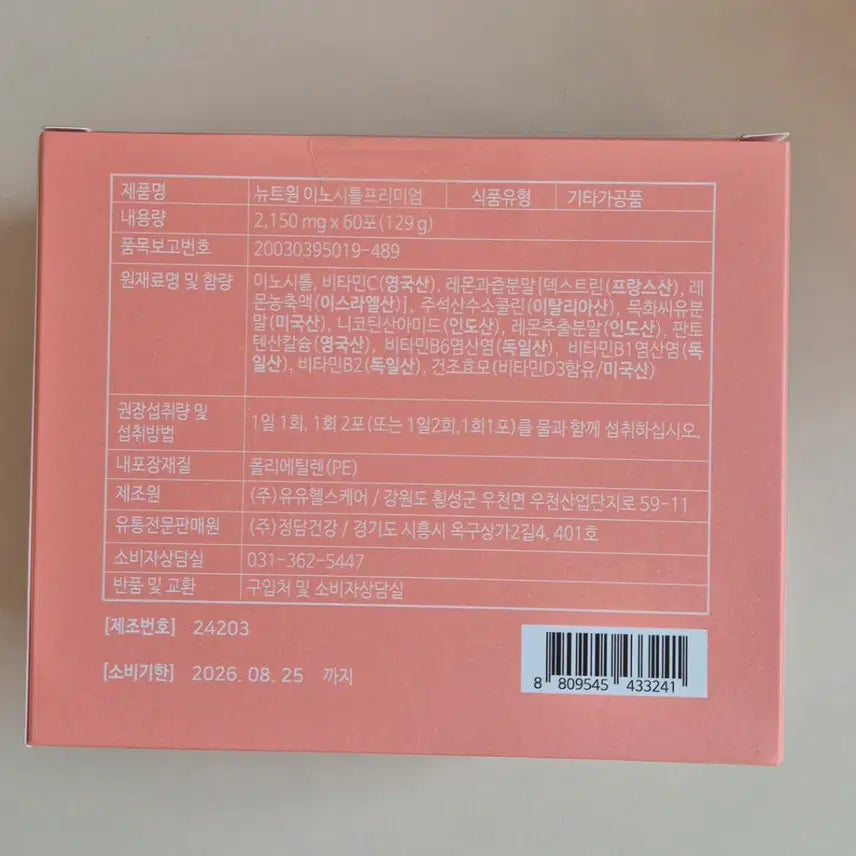 제품명 뉴트원 이노시톨프리미엄 식품유형 기타가공품
내용량 2,150 mg x 60포(129 g)
품목보고번호 20030395019-489
원재료명 및 함량 이노시톨, 비타민C(영국산), 레몬과즙분말[덱스트린(프랑스산), 레
몬농축액(이스라엘산)], 주석산수소콜린(이탈리아산), 목화씨유분
말(미국산), 니코틴산아미드(인도산), 레몬추출분말(인도산), 판토
텐산칼슘(영국산), 비타민B6염산염(독일산), 비타민B1염산염(독
일산), 비타민B2(독일산), 건조효모(비타민D3함유/미국산)
권장섭취량 및
섭취방법
1일 1회, 1회 2포(또는 1일2회,1회1포)를 물과 함께 섭취하십시오.
내포장재질 폴리에틸렌(PE)
제조원 (주)유유헬스케어 / 강원도 횡성군 우천면 우천산업단지로 59-11
유통전문판매원 (주)정담건강 / 경기도 시흥시 옥구상가2길4, 401호
소비자상담실 031-362-5447
반품 및 교환 구입처 및 소비자상담실
[제조번호] 24203
[소비기한] 2026. 08. 25 까지
8 809545 433241